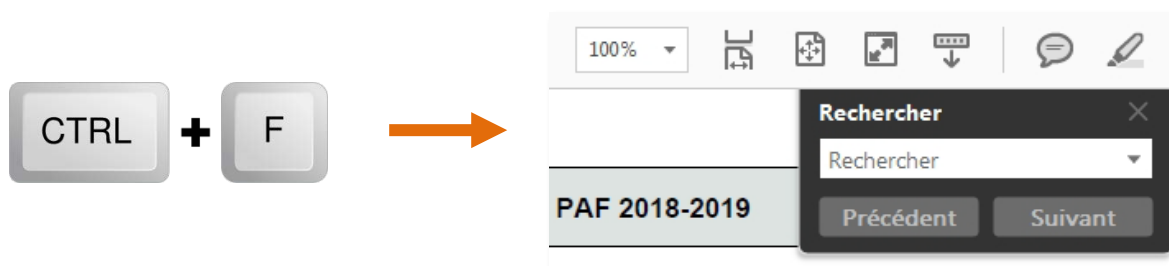 100%
CTRL + F
Rechercher
Rechercher
PAF 2018-2019
Précédent Suivant